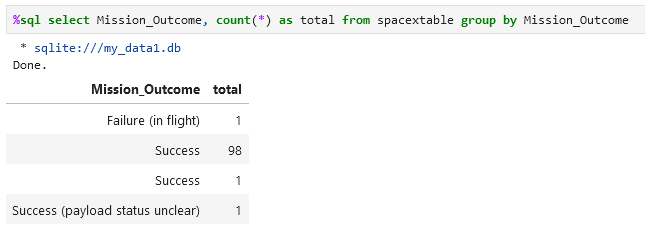 %sql select Mission_Outcome, count(*) as total from spacextable group by Mission_Outcome
* sqlite:///my_data1.db
Done.
Mission_Outcome total
Failure (in flight) 1
Success 98
Success 1
Success (payload status unclear) 1